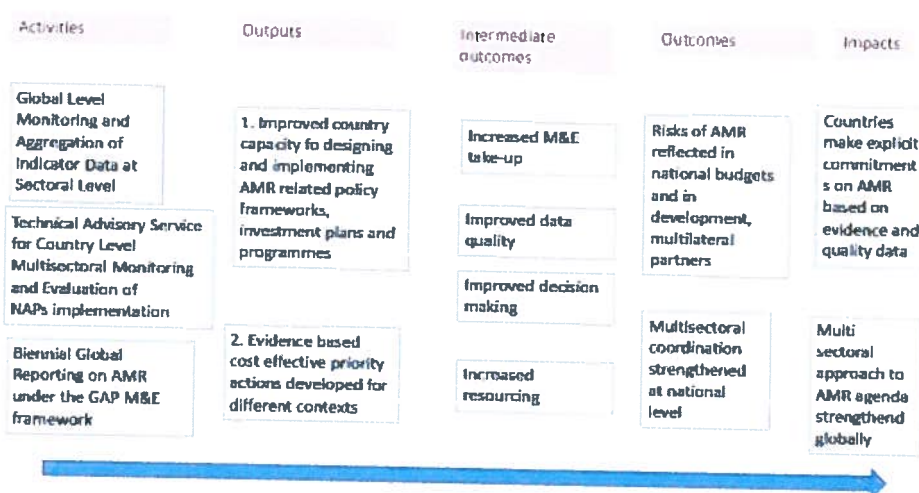 Activities
Outputs
Intermediate
outcomes
Outcomes
Impacts
Global Level
Monitoring and
Aggregation of
Indicator Data at
Sectoral Level
Technical Advisory Service
for Country Level
Multisectoral Monitoring
and Evaluation of
NAPs implementation
Biennial Global
Reporting on AMR
under the GAP M&E
framework
1. Improved country
capacity fo designing
and implementing
AMR related policy
frameworks,
investment plans and
programmes
2. Evidence based
cost effective priority
actions developed for
different contexts
Increased M&E
take-up
Improved data
quality
Improved decision
making
Increased
resourcing
Risks of AMR
reflected in
national budgets
and in
development,
multilateral
partners
Multisectoral
coordination
strengthened
at national
level
Countries
make explicit
commitment
s on AMR
based on
evidence and
quality data
Multi
sectoral
approach to
AMR agenda
strengthend
globally